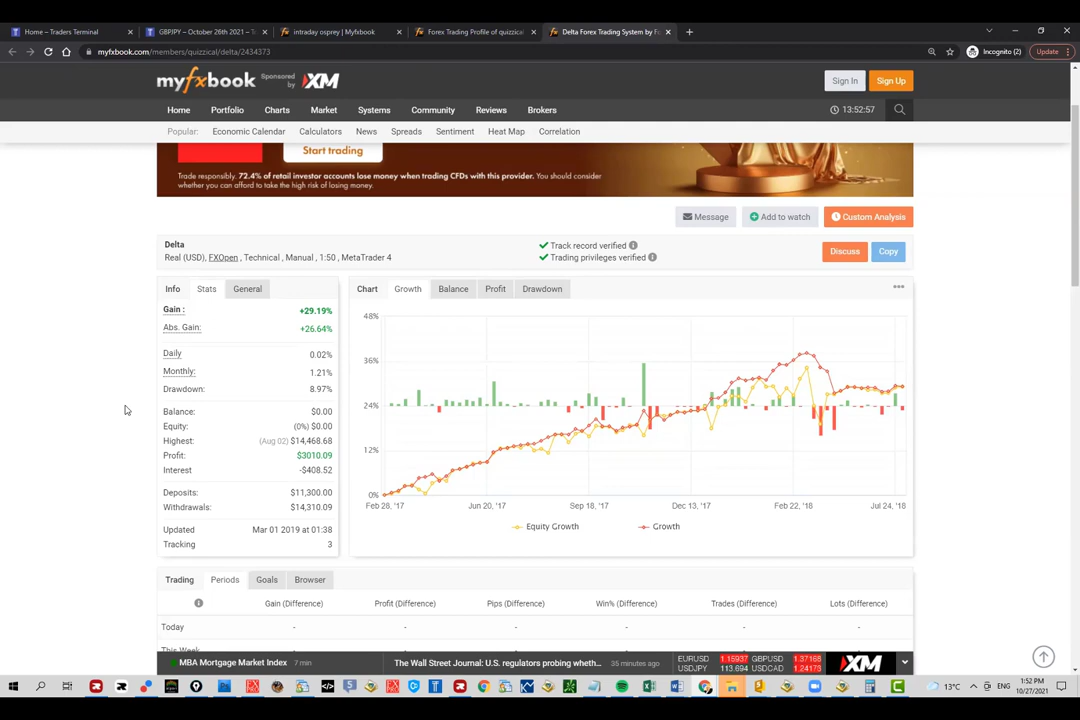 Home – Traders Terminal
GBPJPY – October 26th 2021 –
intraday osprey | Myfxbook
Forex Trading Profile of quizzical
Delta Forex Trading System by F
myfxbook.com/members/quizzical/delta/2434373
Incognito (2)
Update
myfxbook
Sponsored by
XM
Sign In
Sign Up
Home
Portfolio
Charts
Market
Systems
Community
Reviews
Brokers
13:52:57
Popular:
Economic Calendar
Calculators
News
Spreads
Sentiment
Heat Map
Correlation
Start trading
Trade responsibly. 72.4% of retail investor accounts lose money when trading CFDs with this provider. You should consider
whether you can afford to take the high risk of losing money.
Message
Add to watch
Custom Analysis
Delta
Real (USD), FXOpen , Technical , Manual , 1:50 , MetaTrader 4
Track record verified
Trading privileges verified
Discuss
Copy
Info
Stats
General
Gain : +29.19%
Abs. Gain: +26.64%
Daily 0.02%
Monthly: 1.21%
Drawdown: 8.97%
Balance: $0.00
Equity: (0%) $0.00
Highest: (Aug 02) $14,468.68
Profit: $3010.09
Interest -$408.52
Deposits: $11,300.00
Withdrawals: $14,310.09
Updated Mar 01 2019 at 01:38
Tracking 3
Chart
Growth
Balance
Profit
Drawdown
48%
36%
24%
12%
0%
Feb 28, '17
Jun 20, '17
Sep 18, '17
Dec 13, '17
Feb 22, '18
Jul 24, '18
Equity Growth
Growth
Trading
Periods
Goals
Browser
Gain (Difference)
Profit (Difference)
Pips (Difference)
Win% (Difference)
Trades (Difference)
Lots (Difference)
Today - - - - - -
This Week
MBA Mortgage Market Index 7 min
The Wall Street Journal: U.S. regulators probing wheth... 35 minutes ago
EURUSD 1.15937 GBPUSD 1.37168
USDJPY 113.694 USDCAD 1.24173
XM
13°C
ENG
1:52 PM
10/27/2021